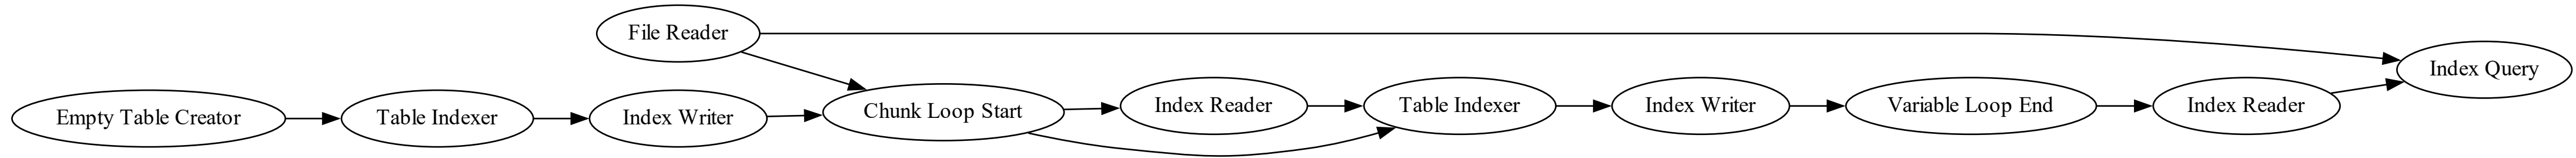 File Reader
Index Query
Empty Table Creator
Table Indexer
Index Writer
Chunk Loop Start
Index Reader
Table Indexer
Index Writer
Variable Loop End
Index Reader